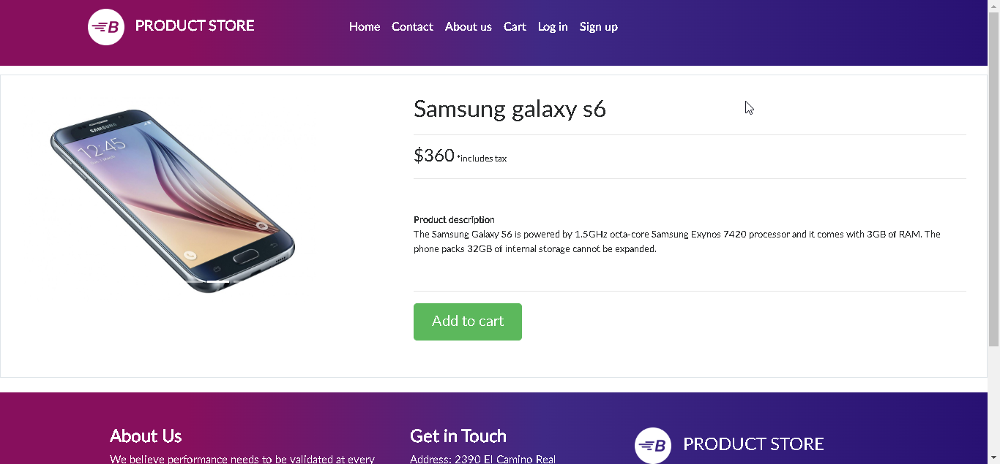 B PRODUCT STORE
Home Contact About us Cart Log in Sign up
Samsung galaxy s6
SAMSUNG
12:45
$360 *includes tax
Product description
The Samsung Galaxy S6 is powered by 1.5GHz octa-core Samsung Exynos 7420 processor and it comes with 3GB of RAM. The
phone packs 32GB of internal storage cannot be expanded.
Add to cart
About Us
We believe performance needs to be validated at every
Get in Touch
Address: 2390 El Camino Real
B PRODUCT STORE